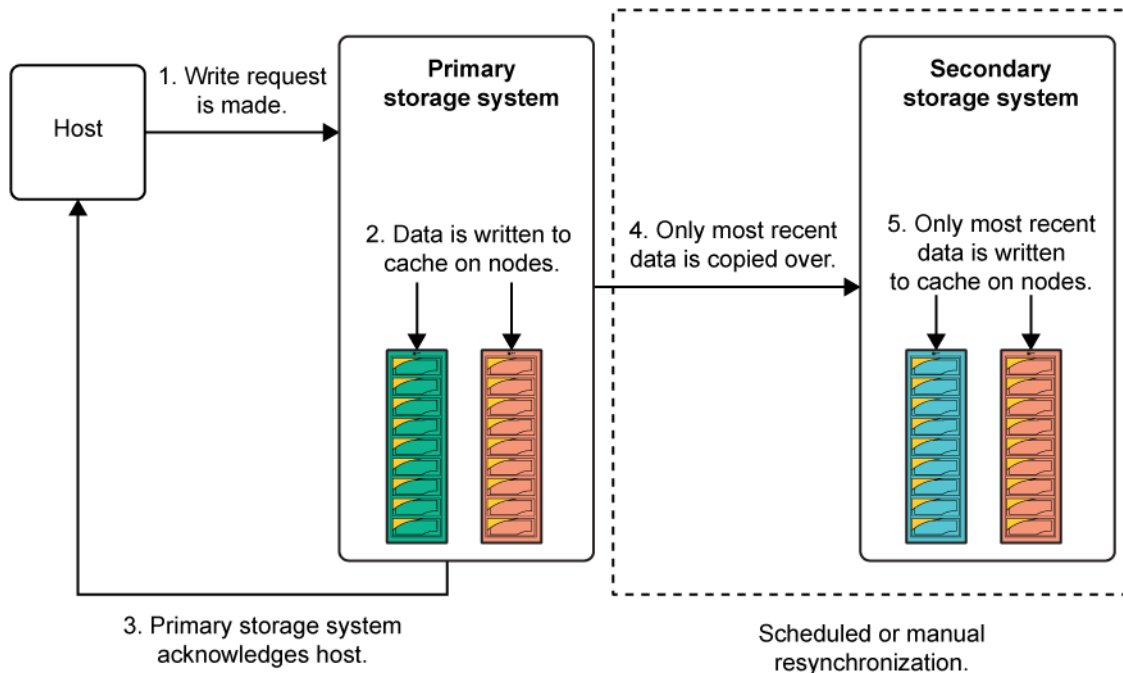 Host
1. Write request
is made.
Primary
storage system
2. Data is written to
cache on nodes.
3. Primary storage system
acknowledges host.
4. Only most recent
data is copied over.
Secondary
storage system
5. Only most recent
data is written
to cache on nodes.
Scheduled or manual
resynchronization.